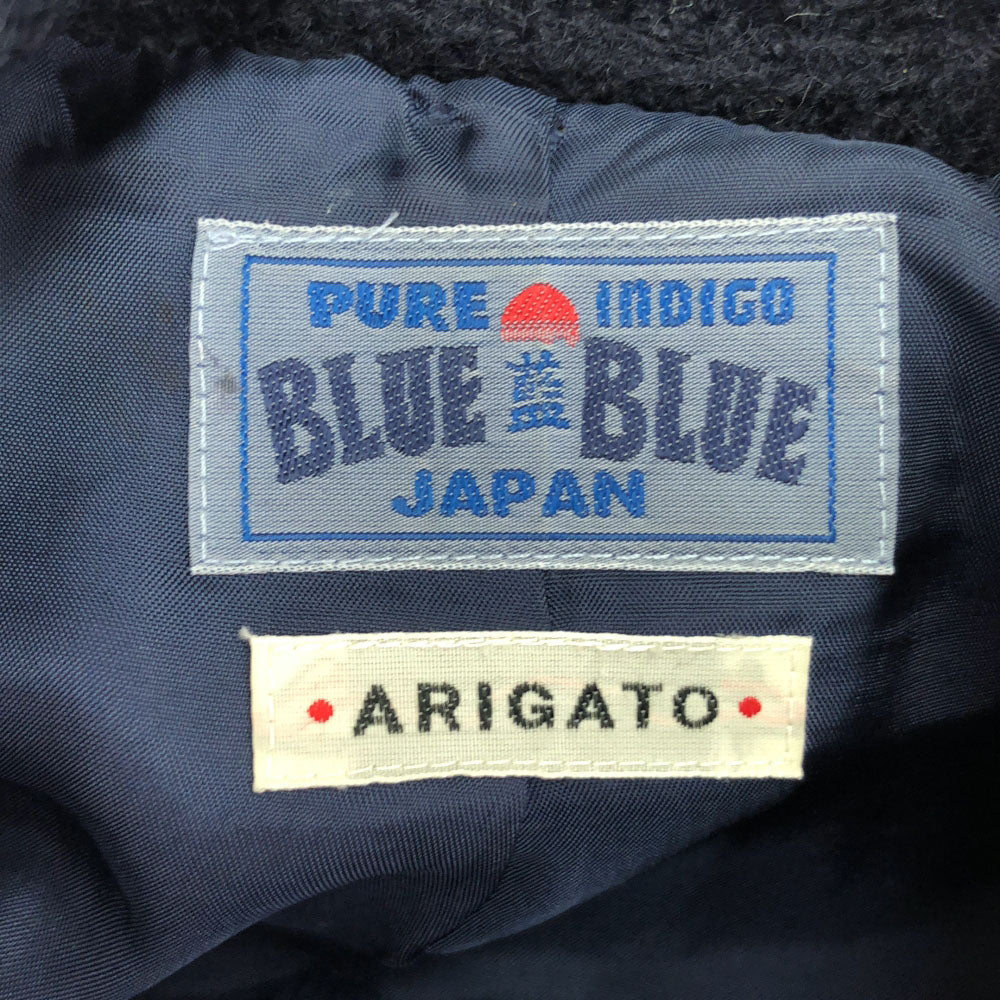 PURE INDIGO
BLUE 藍 BLUE
JAPAN
•ARIGATO•